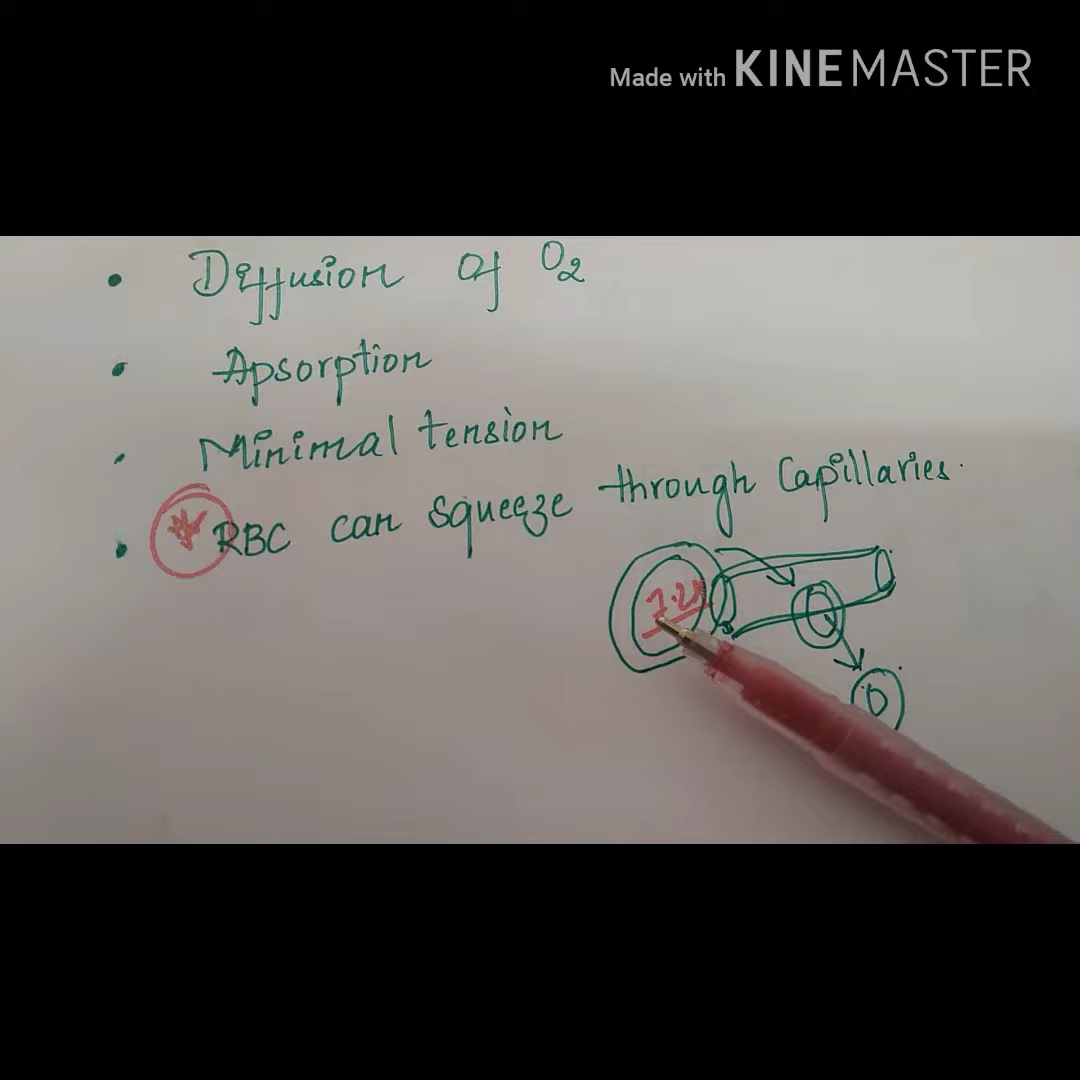 Made with KINEMASTER
• Diffusion of O2
• Apsorption
• Minimal tension
• RBC can squeeze through Capillaries.